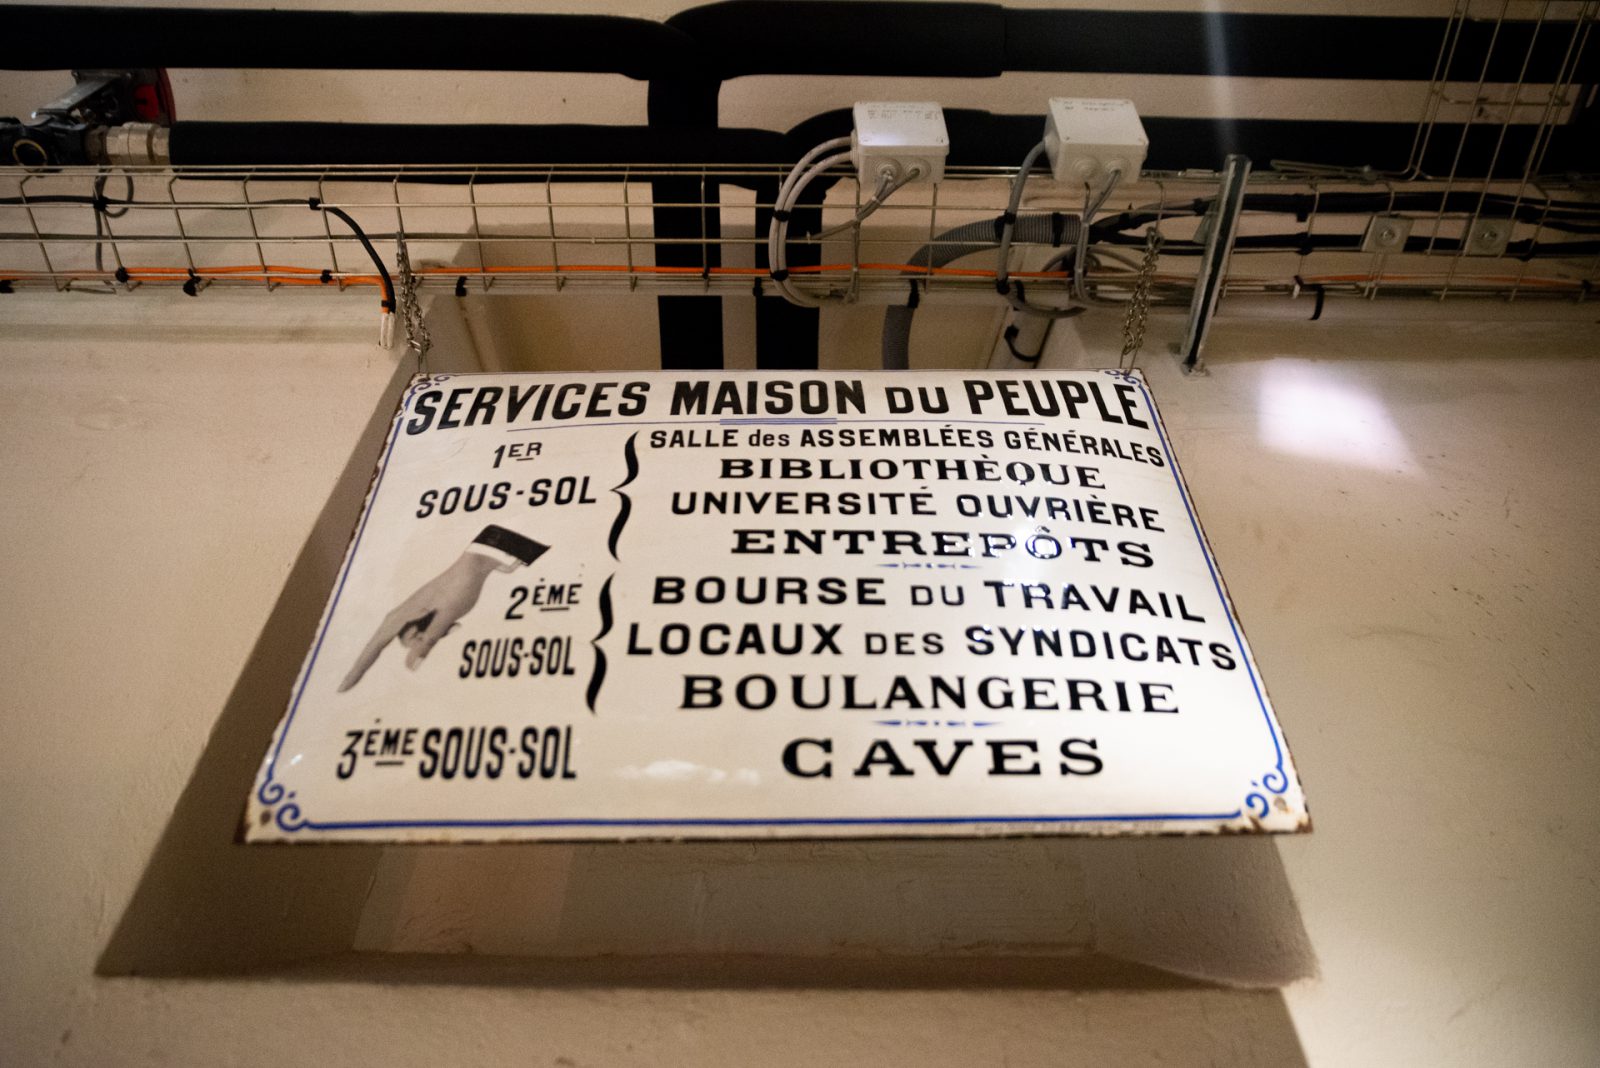 SERVICES MAISON DU PEUPLE
1ER
SOUS-SOL
SALLE des ASSEMBLÉES GÉNÉRALES
BIBLIOTHÈQUE
UNIVERSITÉ OUVRIÈRE
ENTREPÔTS
2ÈME
SOUS-SOL
BOURSE DU TRAVAIL
LOCAUX DES SYNDICATS
BOULANGERIE
3ÈME SOUS-SOL
CAVES